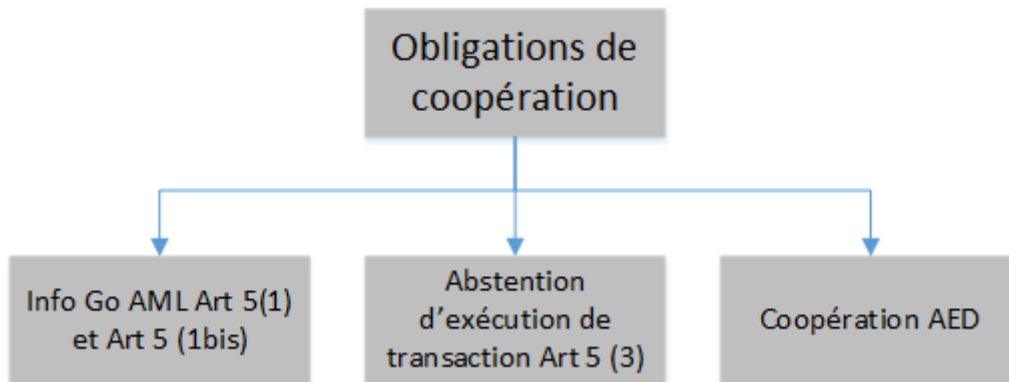 Obligations de
coopération
Info Go AML Art 5(1)
et Art 5 (1bis)
Abstention
d’exécution de
transaction Art 5 (3)
Coopération AED